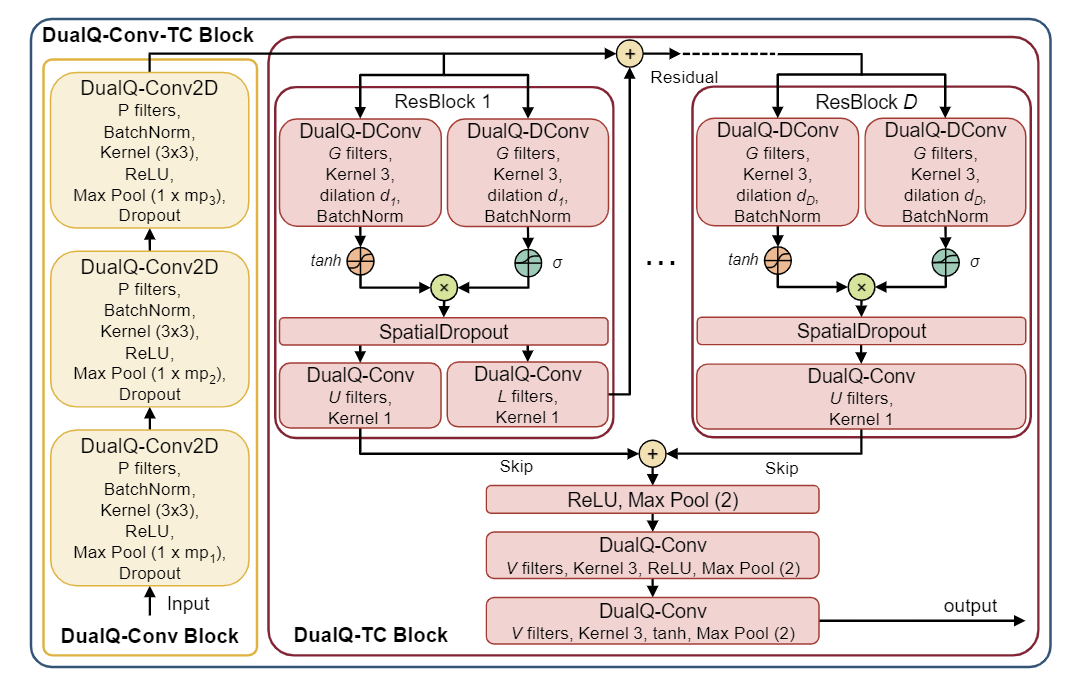 DualQ-Conv-TC Block
DualQ-Conv2D
P filters,
BatchNorm,
Kernel (3x3),
ReLU,
Max Pool (1 x mp3),
Dropout
DualQ-Conv2D
P filters,
BatchNorm,
Kernel (3x3),
ReLU,
Max Pool (1 x mp2),
Dropout
DualQ-Conv2D
P filters,
BatchNorm,
Kernel (3x3),
ReLU,
Max Pool (1 x mp1),
Dropout
Input
DualQ-Conv Block
+
Residual
ResBlock 1
DualQ-DConv
G filters,
Kernel 3,
dilation d1,
BatchNorm
DualQ-DConv
G filters,
Kernel 3,
dilation d1,
BatchNorm
tanh
σ
×
SpatialDropout
DualQ-Conv
U filters,
Kernel 1
DualQ-Conv
L filters,
Kernel 1
...
ResBlock D
DualQ-DConv
G filters,
Kernel 3,
dilation dD,
BatchNorm
DualQ-DConv
G filters,
Kernel 3,
dilation dD,
BatchNorm
tanh
σ
×
SpatialDropout
DualQ-Conv
U filters,
Kernel 1
Skip
+
Skip
ReLU, Max Pool (2)
DualQ-Conv
V filters, Kernel 3, ReLU, Max Pool (2)
DualQ-Conv
V filters, Kernel 3, tanh, Max Pool (2)
output
DualQ-TC Block